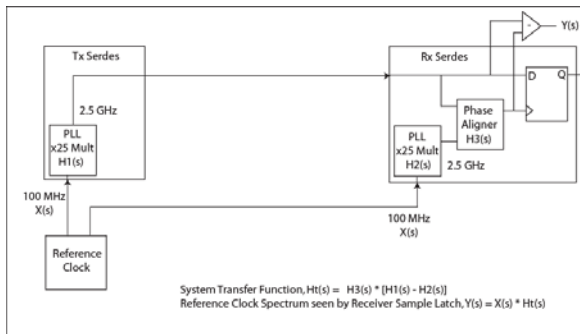 Y(s)
Tx Serdes
Rx Serdes
-
D
Q
2.5 GHz
PLL
x25 Mult
H1(s)
Phase
Aligner
H3(s)
PLL
x25 Mult
H2(s)
2.5 GHz
100 MHz
X(s)
100 MHz
X(s)
Reference
Clock
System Transfer Function, Ht(s) = H3(s) * [H1(s) - H2(s)]
Reference Clock Spectrum seen by Receiver Sample Latch, Y(s) = X(s) * Ht(s)